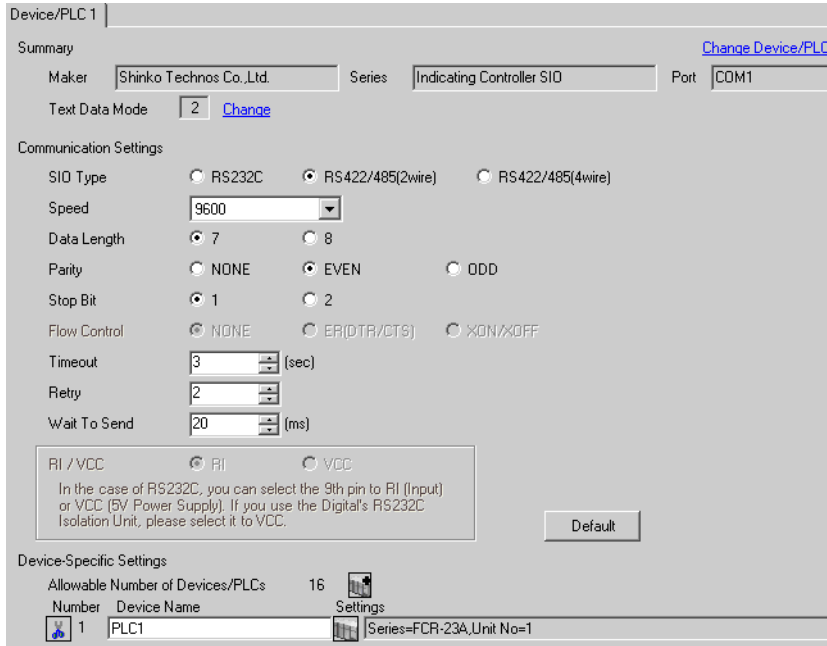 Device/PLC 1
Summary Change Device/PLC
Maker Shinko Technos Co.,Ltd. Series Indicating Controller SIO Port COM1
Text Data Mode 2 Change
Communication Settings
SIO Type RS232C RS422/485(2wire) RS422/485(4wire)
Speed 9600
Data Length 7 8
Parity NONE EVEN ODD
Stop Bit 1 2
Flow Control NONE ER(DTR/CTS) XON/XOFF
Timeout 3 (sec)
Retry 2
Wait To Send 20 (ms)
RI / VCC RI VCC
In the case of RS232C, you can select the 9th pin to RI (Input)
or VCC (5V Power Supply). If you use the Digital's RS232C
Isolation Unit, please select it to VCC.
Default
Device-Specific Settings
Allowable Number of Devices/PLCs 16
Number Device Name Settings
1 PLC1 Series=FCR-23A,Unit No=1